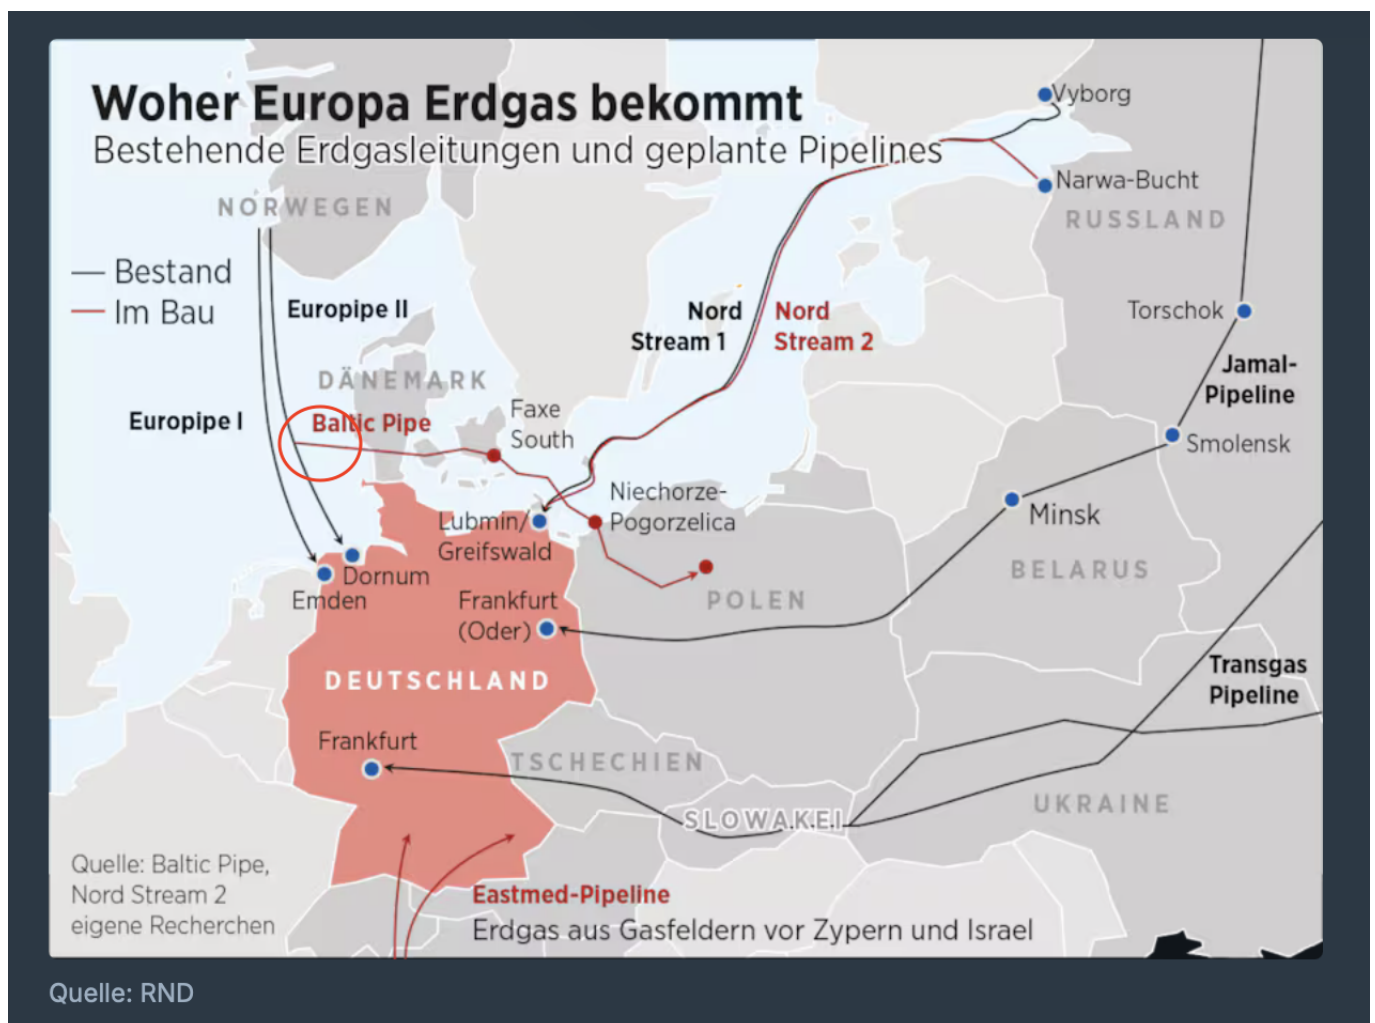 Woher Europa Erdgas bekommt
Bestehende Erdgasleitungen und geplante Pipelines
Vyborg
Narwa-Bucht
RUSSLAND
NORWEGEN
Bestand
Im Bau
Europipe II
Nord
Stream 1
Nord
Stream 2
Torschok
Jamal-
Pipeline
DÄNEMARK
Europipe I
Baltic Pipe
Faxe
South
Smolensk
Niechorze-
Pogorzelica
Minsk
Lubmin/
Greifswald
BELARUS
Dornum
Emden
Frankfurt
(Oder)
POLEN
DEUTSCHLAND
Transgas
Pipeline
Frankfurt
TSCHECHIEN
SLOWAKEI
UKRAINE
Quelle: Baltic Pipe,
Nord Stream 2
eigene Recherchen
Eastmed-Pipeline
Erdgas aus Gasfeldern vor Zypern und Israel
Quelle: RND